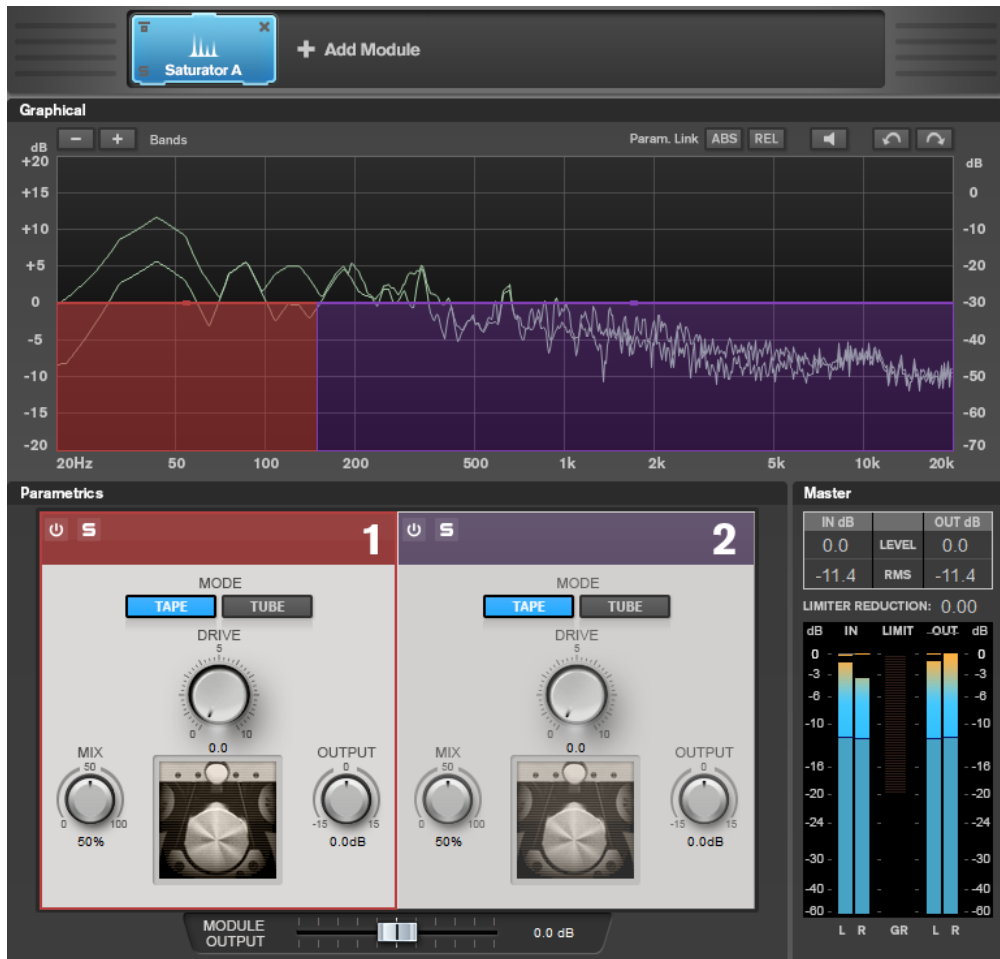 Saturator A
+ Add Module
Graphical
dB − + Bands Param. Link ABS REL
+20 dB
+15 0
+10 -10
+5 -20
0 -30
-5 -40
-10 -50
-15 -60
-20 -70
20Hz 50 100 200 500 1k 2k 5k 10k 20k
Parametrics
S 1
MODE
TAPE TUBE
DRIVE
5
0 10
0.0
MIX
50
0 100
50%
OUTPUT
0
-15 15
0.0dB
S 2
MODE
TAPE TUBE
DRIVE
5
0 10
0.0
MIX
50
0 100
50%
OUTPUT
0
-15 15
0.0dB
MODULE
OUTPUT
0.0 dB
Master
IN dB OUT dB
0.0 LEVEL 0.0
-11.4 RMS -11.4
LIMITER REDUCTION: 0.00
dB IN LIMIT OUT dB
0 - - 0
-3 - - -3
-6 - - -6
-10 - - -10
-16 - - -16
-20 - - -20
-24 - - -24
-30 - - -30
-40 - - -40
-60 - - -60
L R GR L R